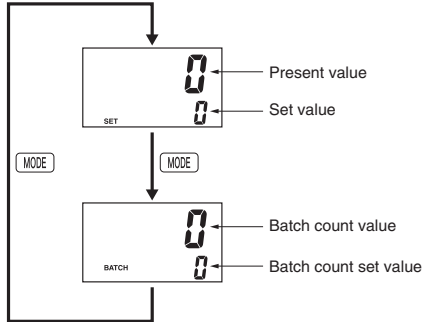 0
Present value
SET
0
Set value
MODE
MODE
0
Batch count value
BATCH
0
Batch count set value